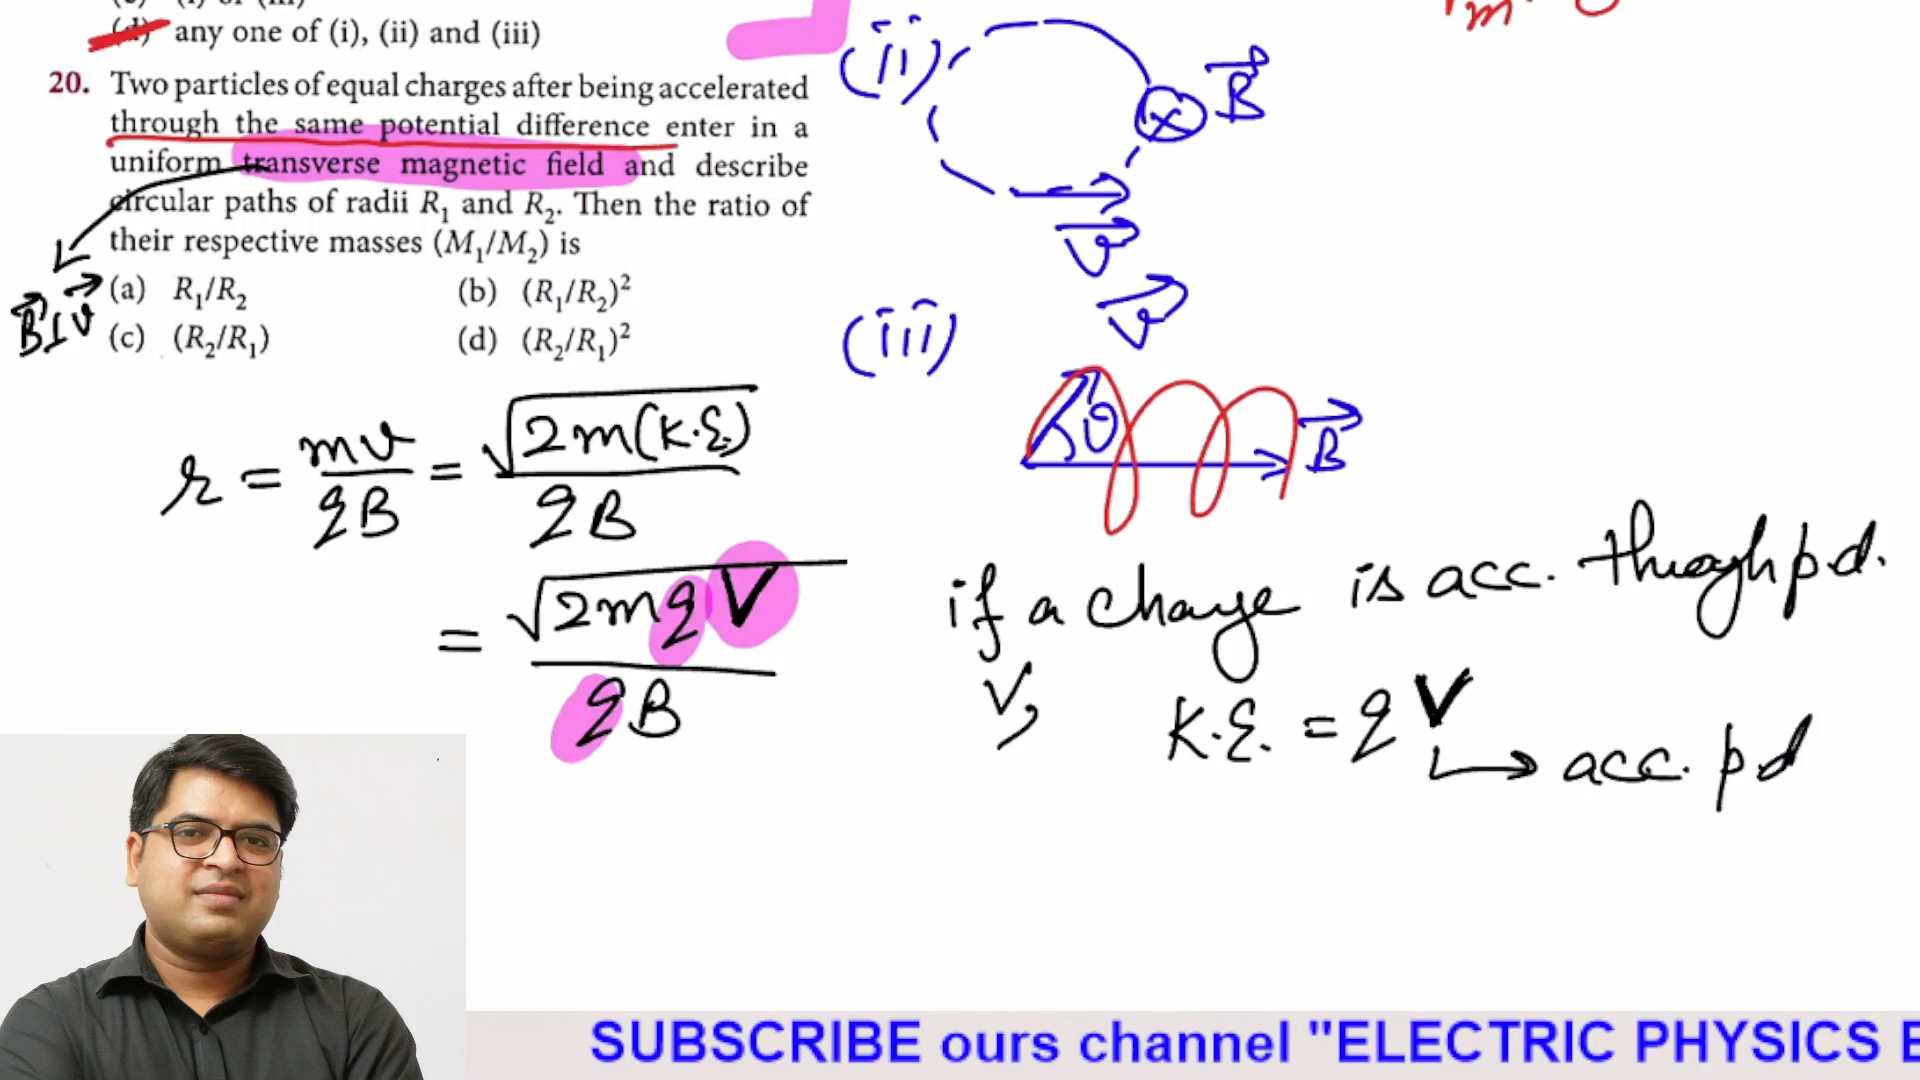 (d) any one of (i), (ii) and (iii)
20. Two particles of equal charges after being accelerated
through the same potential difference enter in a
uniform transverse magnetic field and describe
circular paths of radii R₁ and R₂. Then the ratio of
their respective masses (M₁/M₂) is
(a) R₁/R₂ (b) (R₁/R₂)²
(c) (R₂/R₁) (d) (R₂/R₁)²
B⃗ ⊥ v⃗
r = mv/qB = √(2m(K.E.))/qB
= √(2mqV)/qB
(ii)
B⃗
v⃗
(iii)
v⃗
θ
B⃗
if a charge is acc. through p.d.
V,
K.E. = qV
↳ acc. pd
SUBSCRIBE ours channel "ELECTRIC PHYSICS